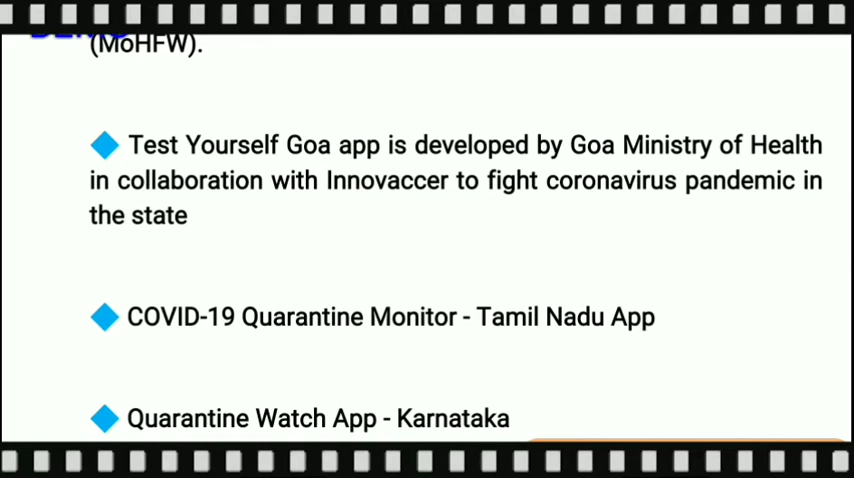 (MoHFW).
Test Yourself Goa app is developed by Goa Ministry of Health
in collaboration with Innovaccer to fight coronavirus pandemic in
the state
COVID-19 Quarantine Monitor - Tamil Nadu App
Quarantine Watch App - Karnataka